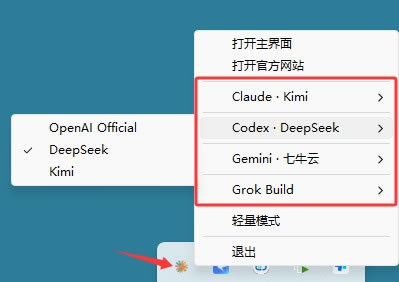 打开主界面
打开官方网站
Claude · Kimi
Codex · DeepSeek
Gemini · 七牛云
Grok Build
轻量模式
退出
OpenAI Official
DeepSeek
Kimi